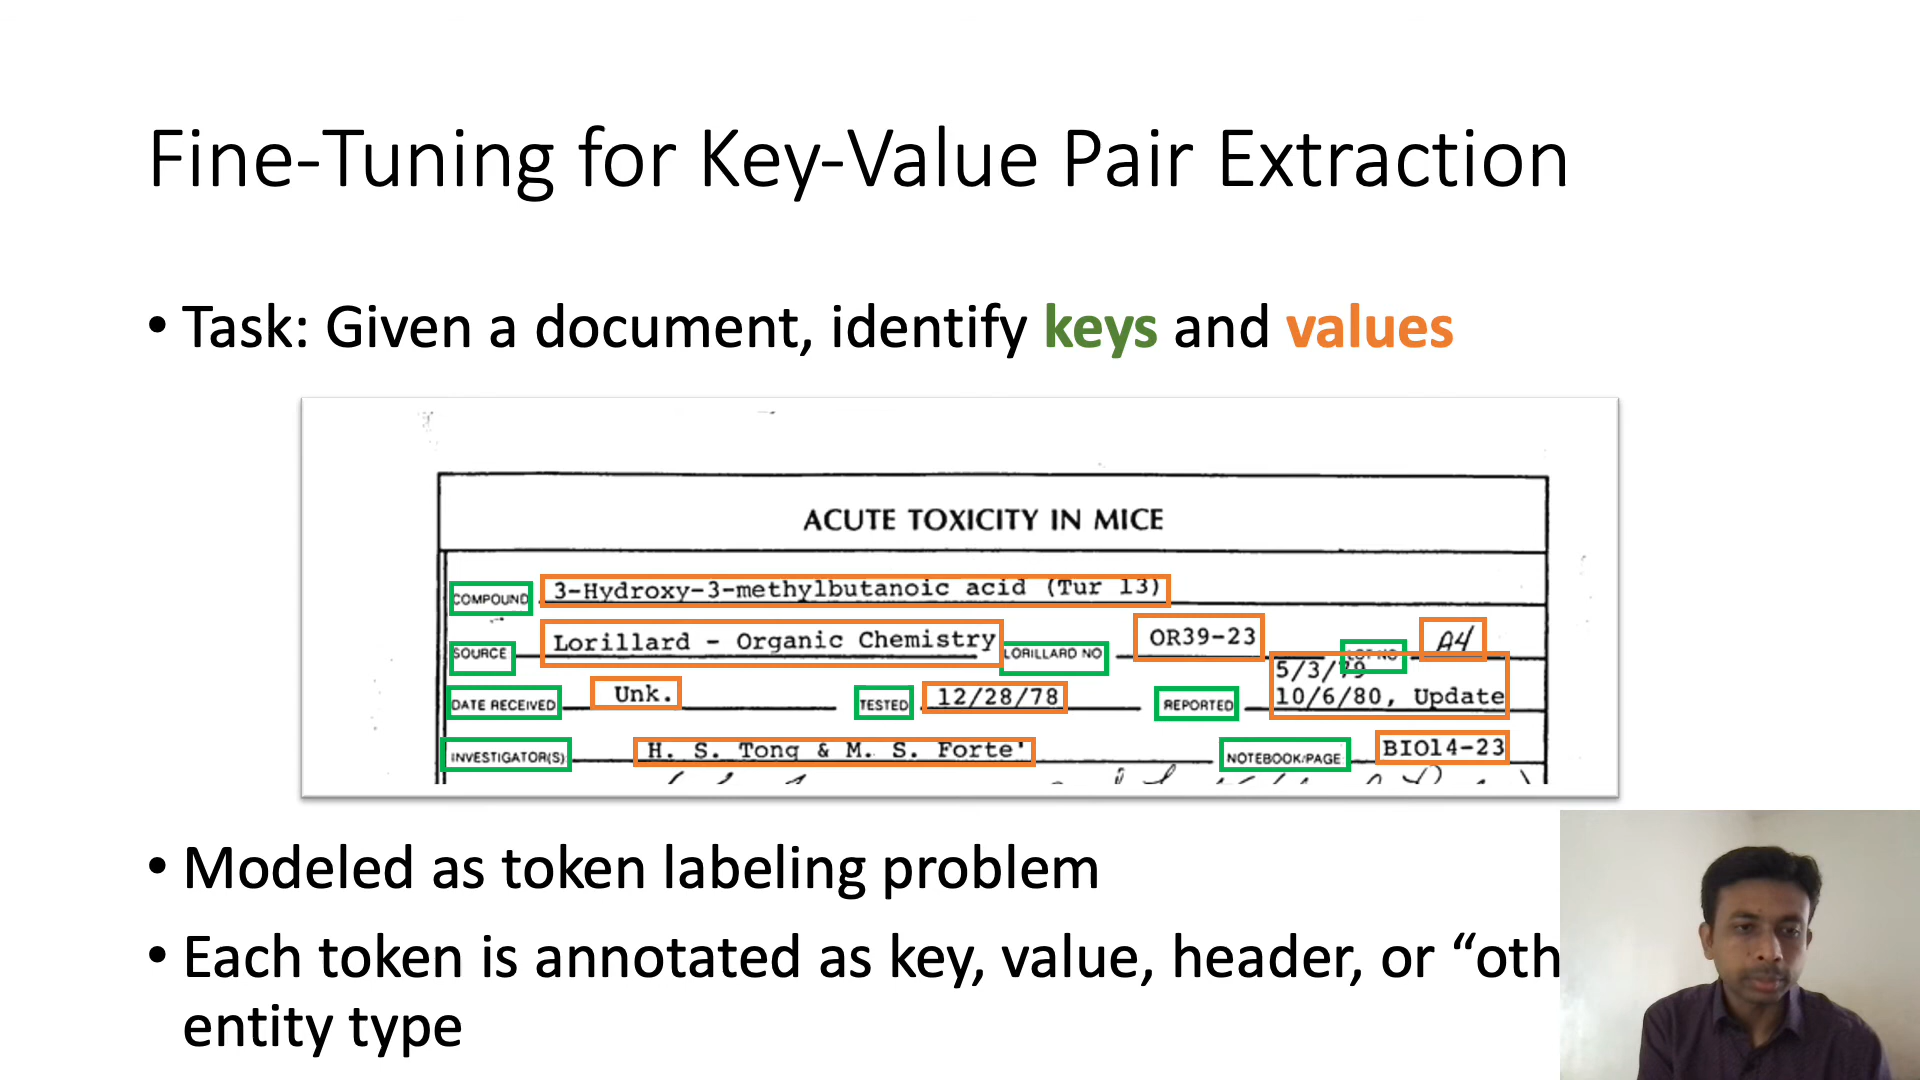 Fine-Tuning for Key-Value Pair Extraction
• Task: Given a document, identify keys and values
ACUTE TOXICITY IN MICE
COMPOUND 3-Hydroxy-3-methylbutanoic acid (Tur 13)
SOURCE Lorillard - Organic Chemistry LORILLARD NO OR39-23 LOT NO A4
5/3/79
DATE RECEIVED Unk. TESTED 12/28/78 REPORTED 10/6/80, Update
INVESTIGATOR(S) H. S. Tong & M. S. Forte' NOTEBOOK/PAGE BIO14-23
• Modeled as token labeling problem
• Each token is annotated as key, value, header, or “oth
entity type